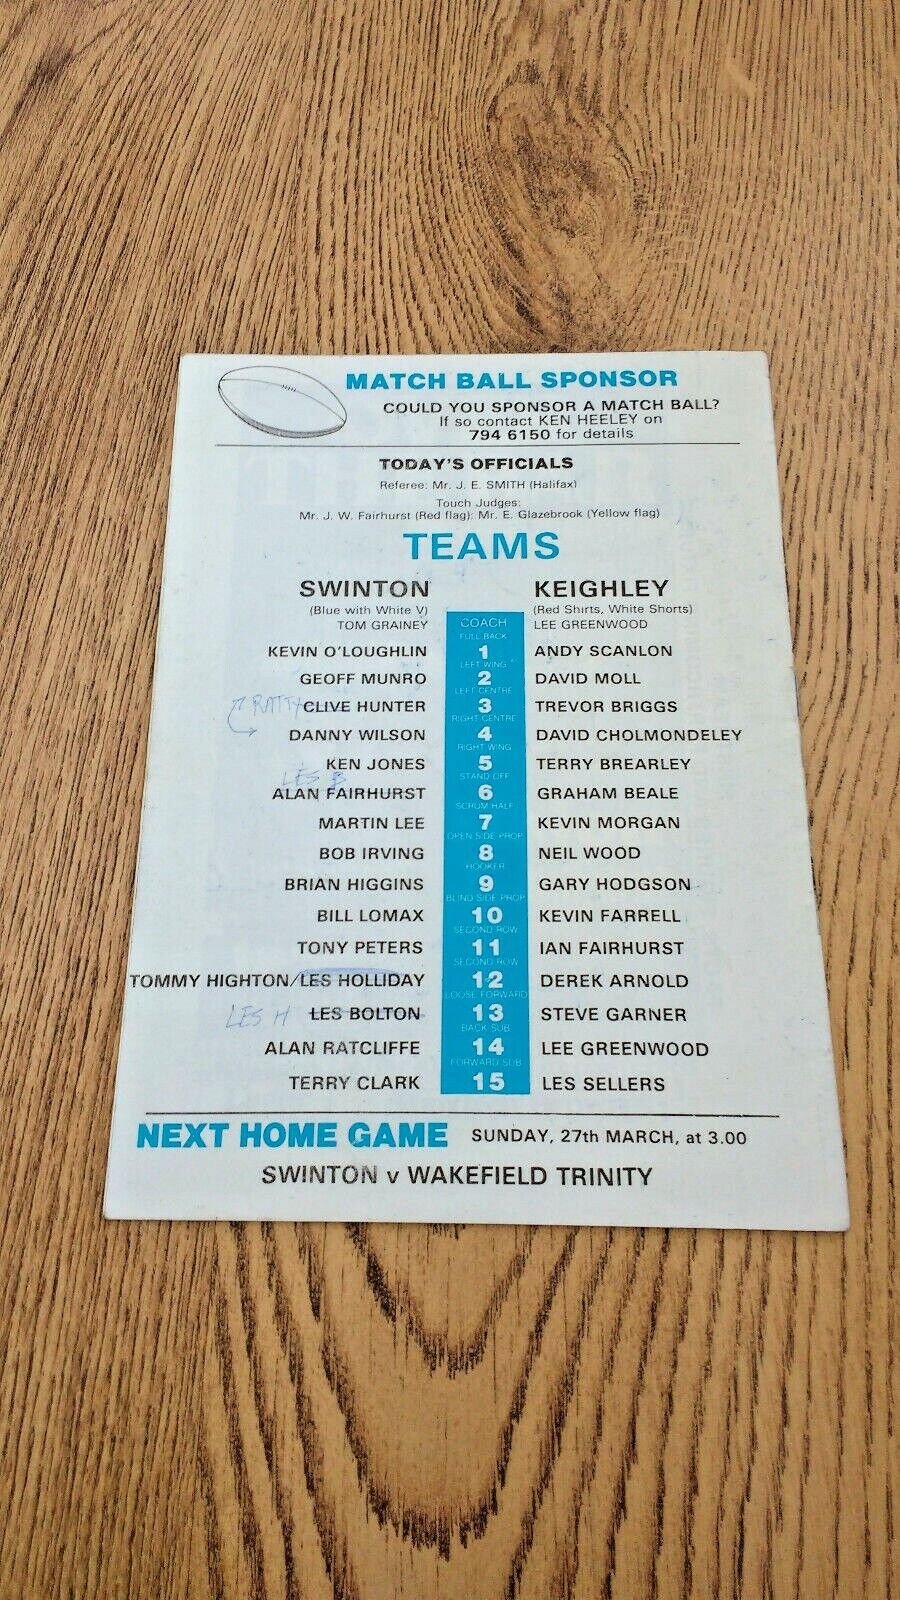 MATCH BALL SPONSOR
COULD YOU SPONSOR A MATCH BALL?
If so contact KEN HEELEY on
794 6150 for details
TODAY'S OFFICIALS
Referee: Mr. J. E. SMITH (Halifax)
Touch Judges:
Mr. J. W. Fairhurst (Red flag): Mr. E. Glazebrook (Yellow flag)
TEAMS
SWINTON KEIGHLEY
(Blue with White V) (Red Shirts, White Shorts)
TOM GRAINEY COACH LEE GREENWOOD
FULL BACK
KEVIN O'LOUGHLIN 1 ANDY SCANLON
LEFT WING
GEOFF MUNRO 2 DAVID MOLL
LEFT CENTRE
RATTY CLIVE HUNTER 3 TREVOR BRIGGS
RIGHT CENTRE
DANNY WILSON 4 DAVID CHOLMONDELEY
RIGHT WING
KEN JONES 5 TERRY BREARLEY
LES B STAND OFF
ALAN FAIRHURST 6 GRAHAM BEALE
SCRUM HALF
MARTIN LEE 7 KEVIN MORGAN
OPEN SIDE PROP
BOB IRVING 8 NEIL WOOD
HOOKER
BRIAN HIGGINS 9 GARY HODGSON
BLIND SIDE PROP
BILL LOMAX 10 KEVIN FARRELL
SECOND ROW
TONY PETERS 11 IAN FAIRHURST
SECOND ROW
TOMMY HIGHTON/LES HOLLIDAY 12 DEREK ARNOLD
LOOSE FORWARD
LES H LES BOLTON 13 STEVE GARNER
BACK SUB
ALAN RATCLIFFE 14 LEE GREENWOOD
FORWARD SUB
TERRY CLARK 15 LES SELLERS
NEXT HOME GAME SUNDAY, 27th MARCH, at 3.00
SWINTON v WAKEFIELD TRINITY